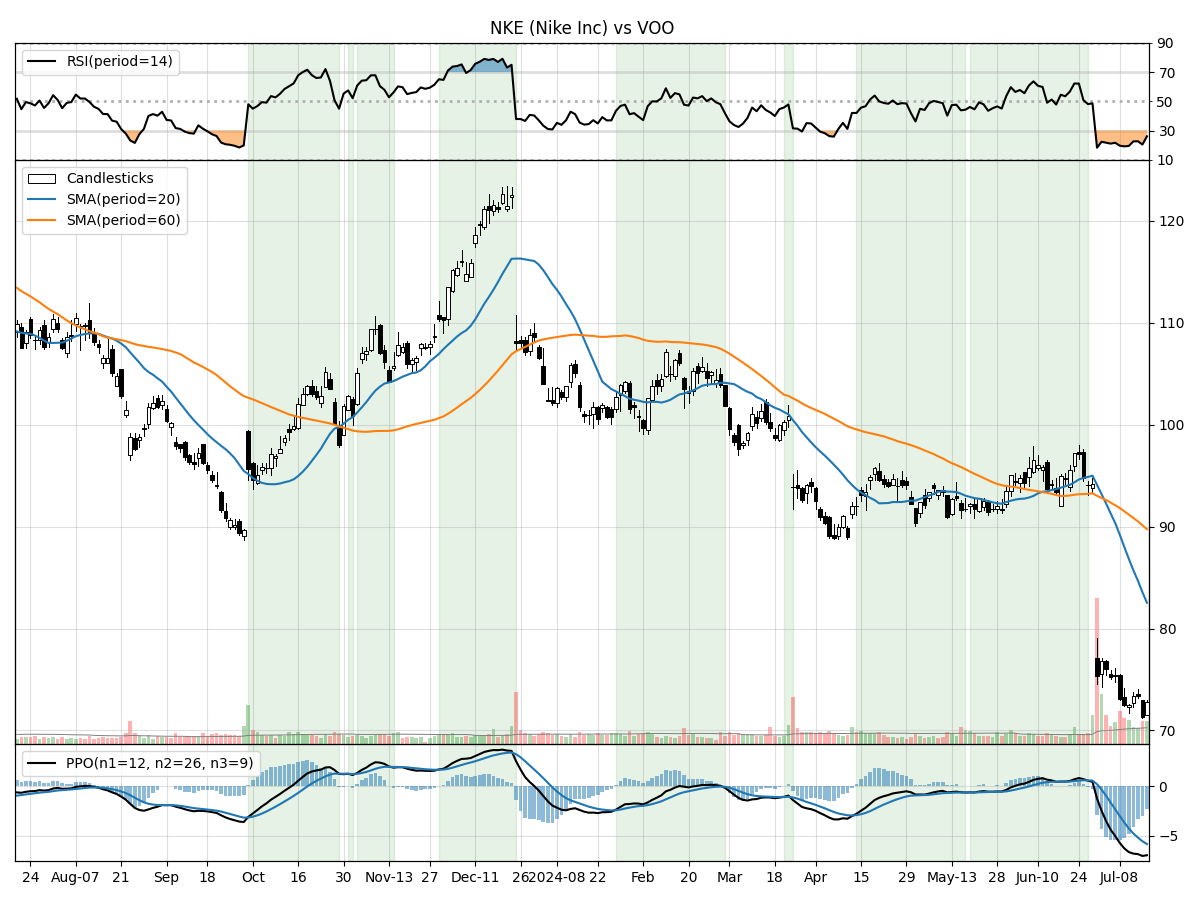 NKE (Nike Inc) vs VOO
RSI(period=14)
90
70
50
30
10
Candlesticks
SMA(period=20)
SMA(period=60)
120
110
100
90
80
70
PPO(n1=12, n2=26, n3=9)
0
−5
24 Aug-07 21 Sep 18 Oct 16 30 Nov-13 27 Dec-11 26 2024-08 22 Feb 20 Mar 18 Apr 15 29 May-13 28 Jun-10 24 Jul-08